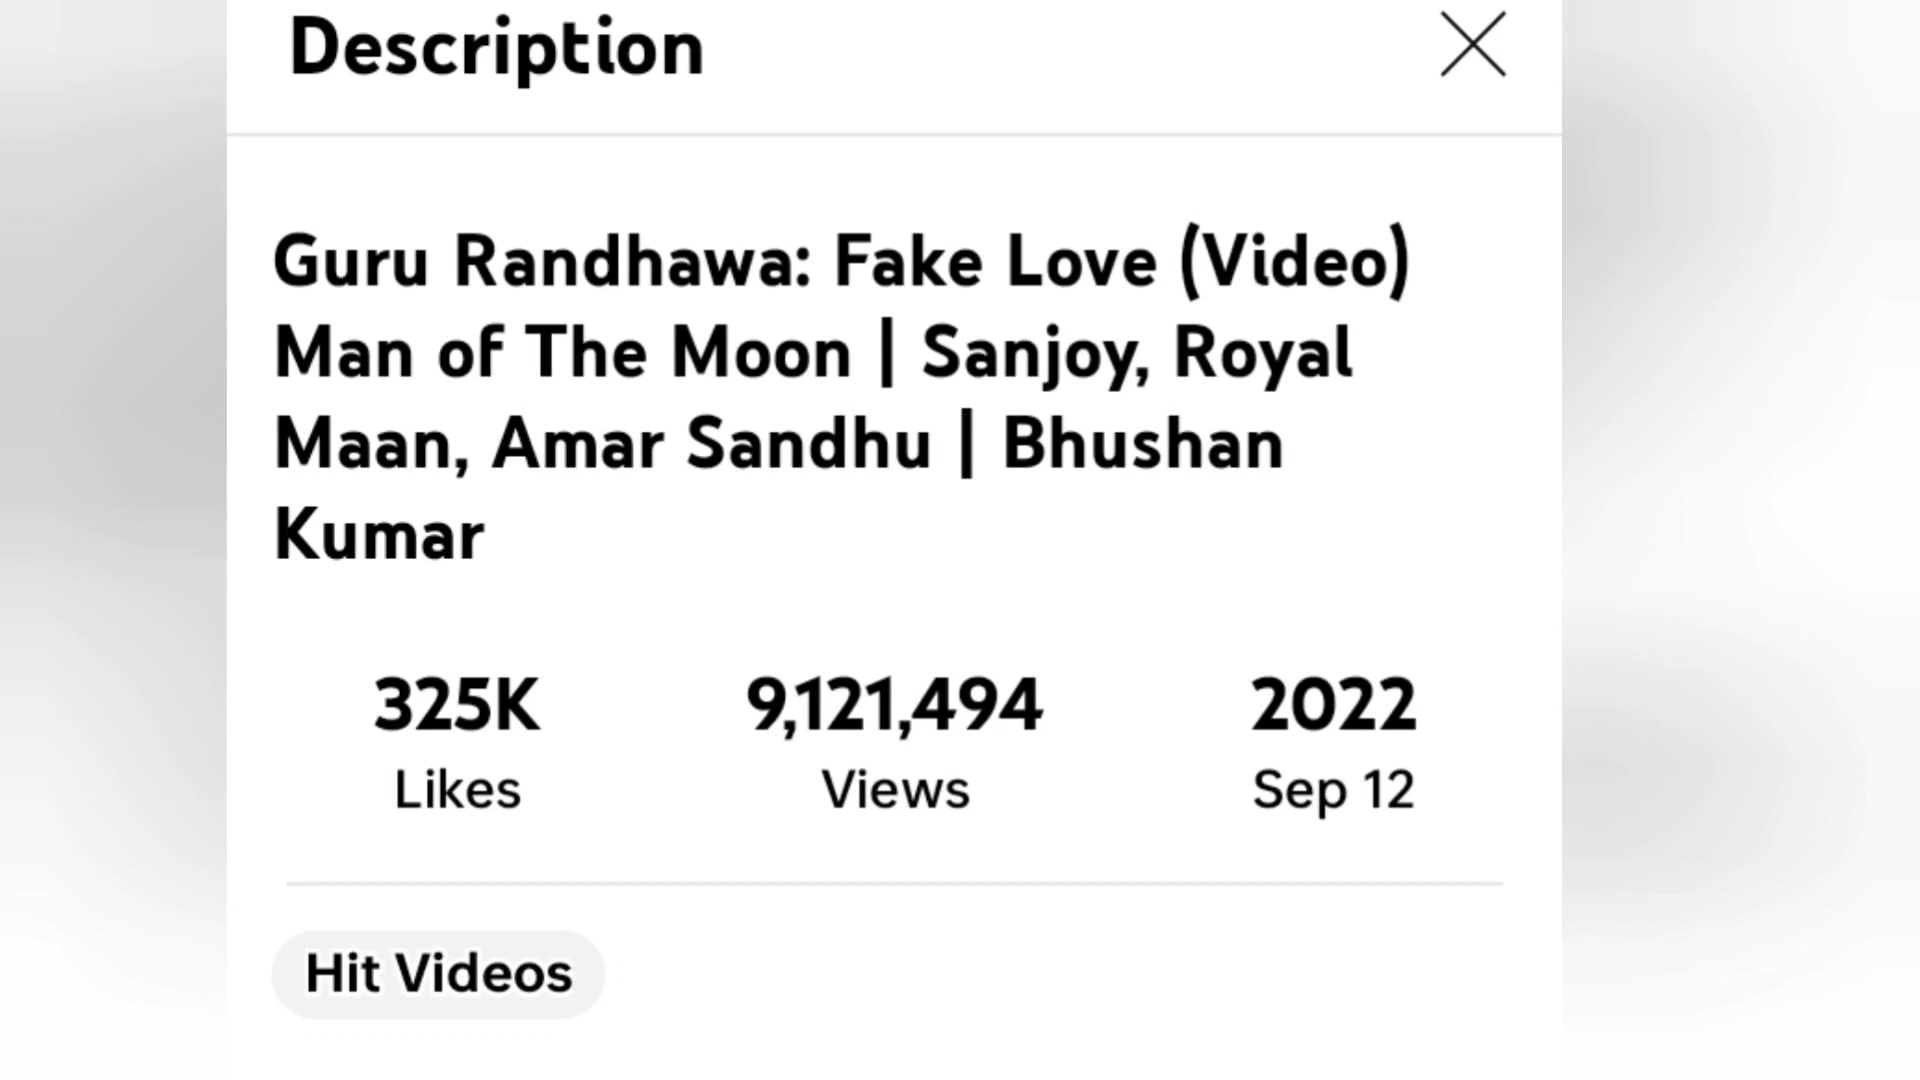 Description
Guru Randhawa: Fake Love (Video)
Man of The Moon | Sanjoy, Royal
Maan, Amar Sandhu | Bhushan
Kumar
325K 9,121,494 2022
Likes Views Sep 12
Hit Videos